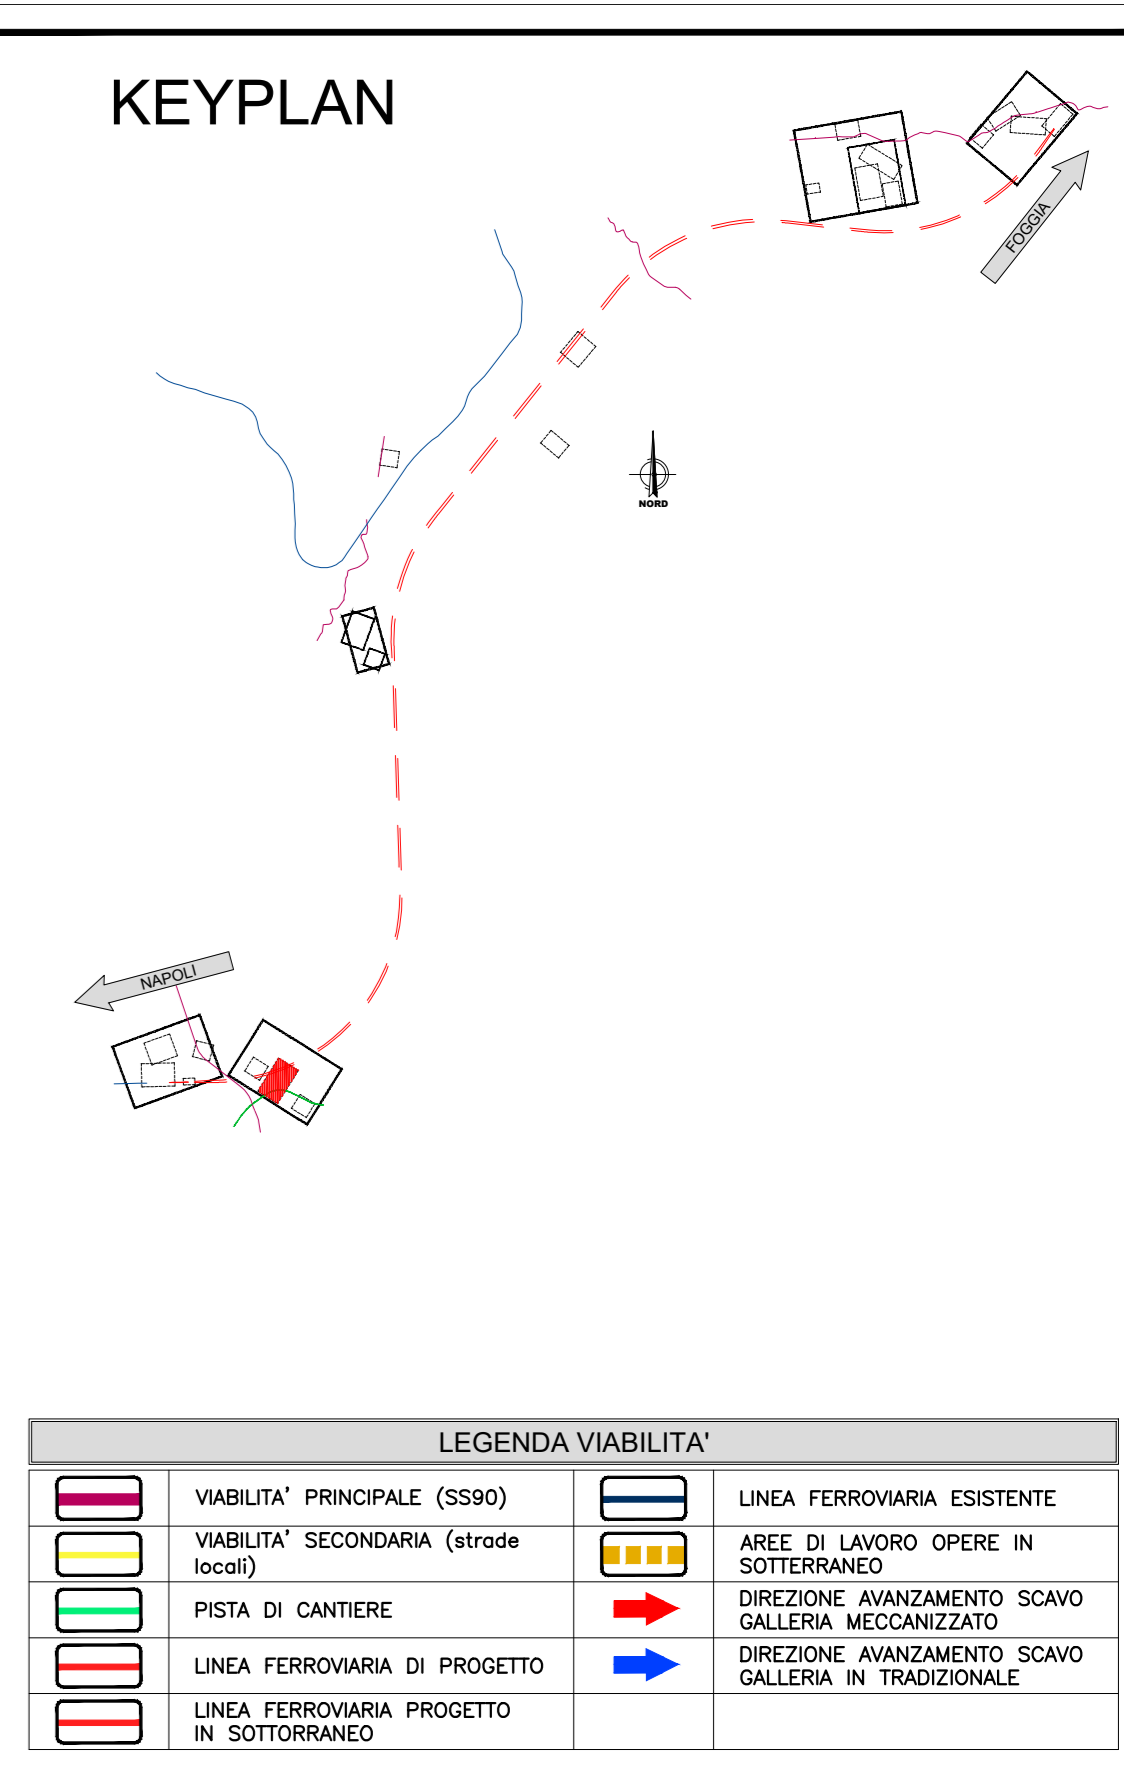 KEYPLAN
FOGGIA
NORD
NAPOLI
LEGENDA VIABILITA'
VIABILITA' PRINCIPALE (SS90)
LINEA FERROVIARIA ESISTENTE
VIABILITA' SECONDARIA (strade
locali)
AREE DI LAVORO OPERE IN
SOTTERRANEO
PISTA DI CANTIERE
DIREZIONE AVANZAMENTO SCAVO
GALLERIA MECCANIZZATO
LINEA FERROVIARIA DI PROGETTO
DIREZIONE AVANZAMENTO SCAVO
GALLERIA IN TRADIZIONALE
LINEA FERROVIARIA PROGETTO
IN SOTTORRANEO